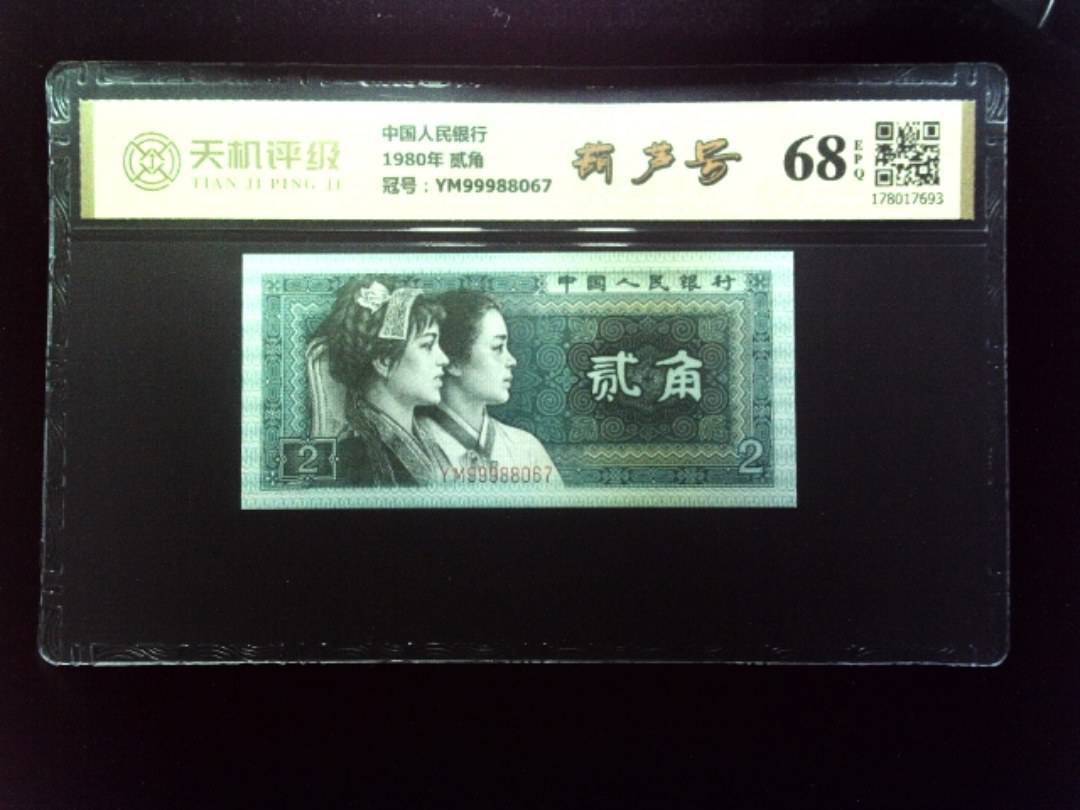 天机评级
TIAN JI PING JI
中国人民银行
1980年 贰角
冠号：YM99988067
葫芦号
68
EPQ
178017693
中国人民银行
贰角
2
YM99988067
2